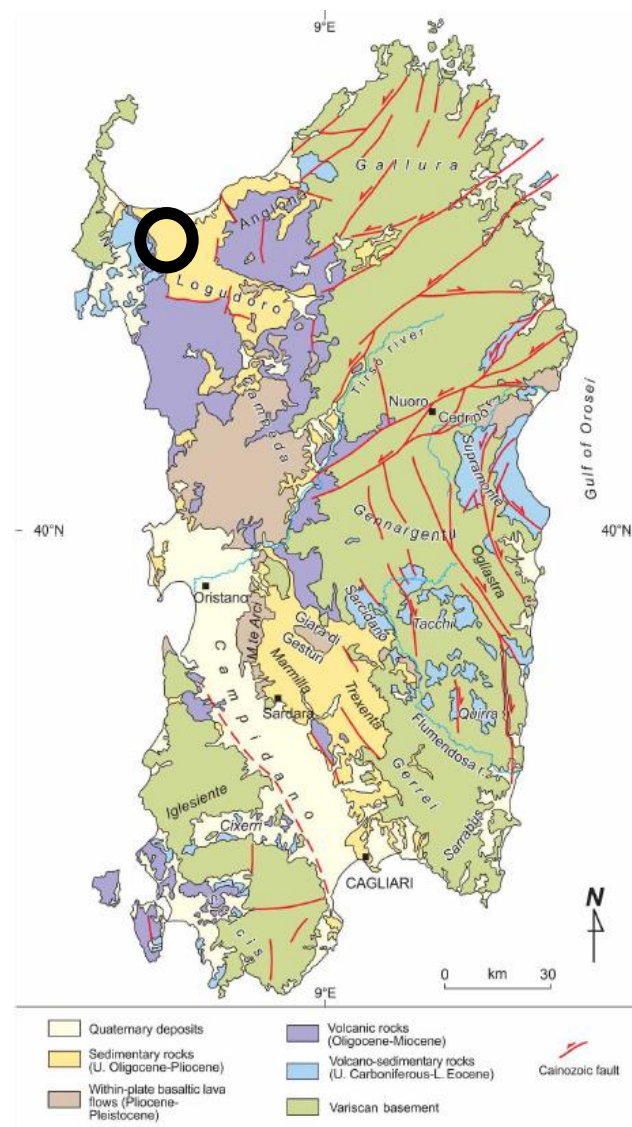 9°E
Gallura
Anglona
Logudoro
Tirso river
Nuoro
Cedrino r.
Gulf of Orosei
Campeda
Supramonte
40°N
40°N
Gennargentu
Ogliastra
Oristano
Sarcidano
Tacchi
M.te Arci
Giara di
Gesturi
Marmilla
Trexenta
Campidano
Sardara
Quirra
Flumendosa r.
Gerrei
Iglesiente
Cixerri
Sarrabus
CAGLIARI
N
0 km 30
9°E
Quaternary deposits
Sedimentary rocks
(U. Oligocene-Pliocene)
Within-plate basaltic lava
flows (Pliocene-
Pleistocene)
Volcanic rocks
(Oligocene-Miocene)
Volcano-sedimentary rocks
(U. Carboniferous-L. Eocene)
Variscan basement
Cainozoic fault